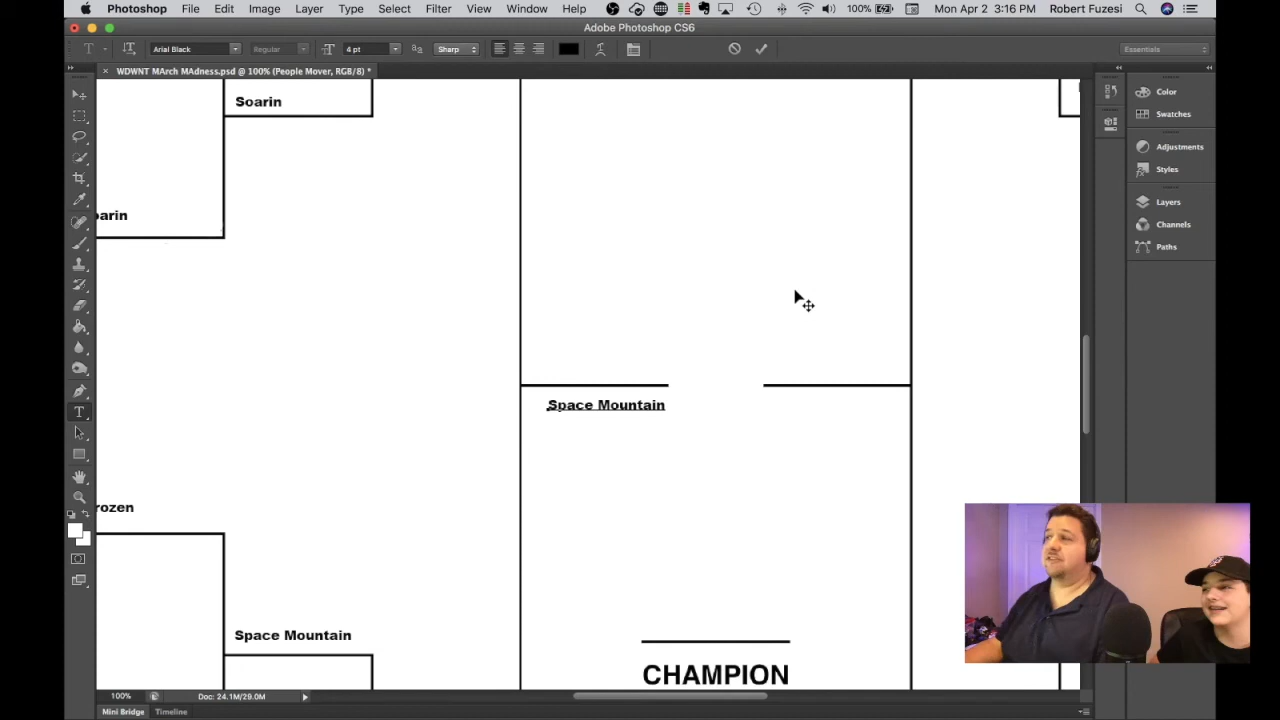 Photoshop File Edit Image Layer Type Select Filter View Window Help 100% Mon Apr 2 3:16 PM Robert Fuzesi
Adobe Photoshop CS6
Arial Black Regular 4 pt Sharp Essentials
WDWNT MArch MAdness.psd @ 100% (People Mover, RGB/8) *
Color
Swatches
Adjustments
Styles
Layers
Channels
Paths
Soarin
oarin
Space Mountain
rozen
Space Mountain
CHAMPION
100% Doc: 24.1M/29.0M
Mini Bridge Timeline